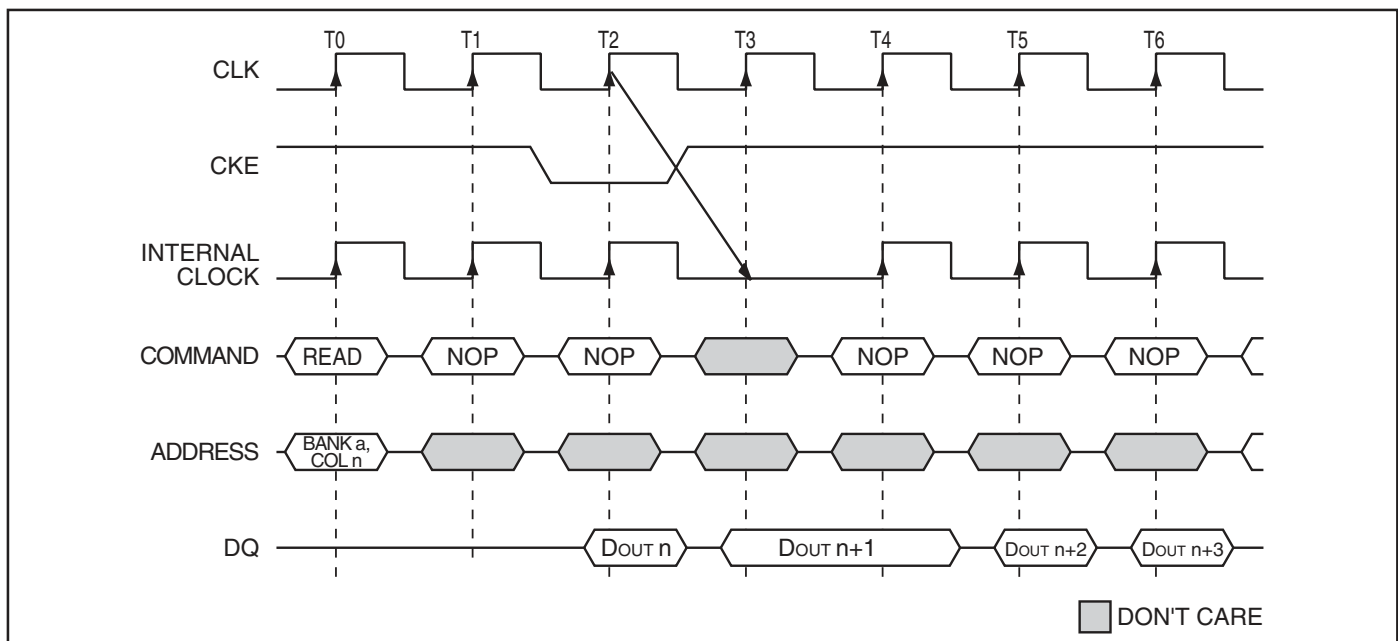 T0 T1 T2 T3 T4 T5 T6
CLK
CKE
INTERNAL
CLOCK
COMMAND READ NOP NOP NOP NOP NOP
ADDRESS BANK a,
COL n
DQ DOUT n DOUT n+1 DOUT n+2 DOUT n+3
DON'T CARE